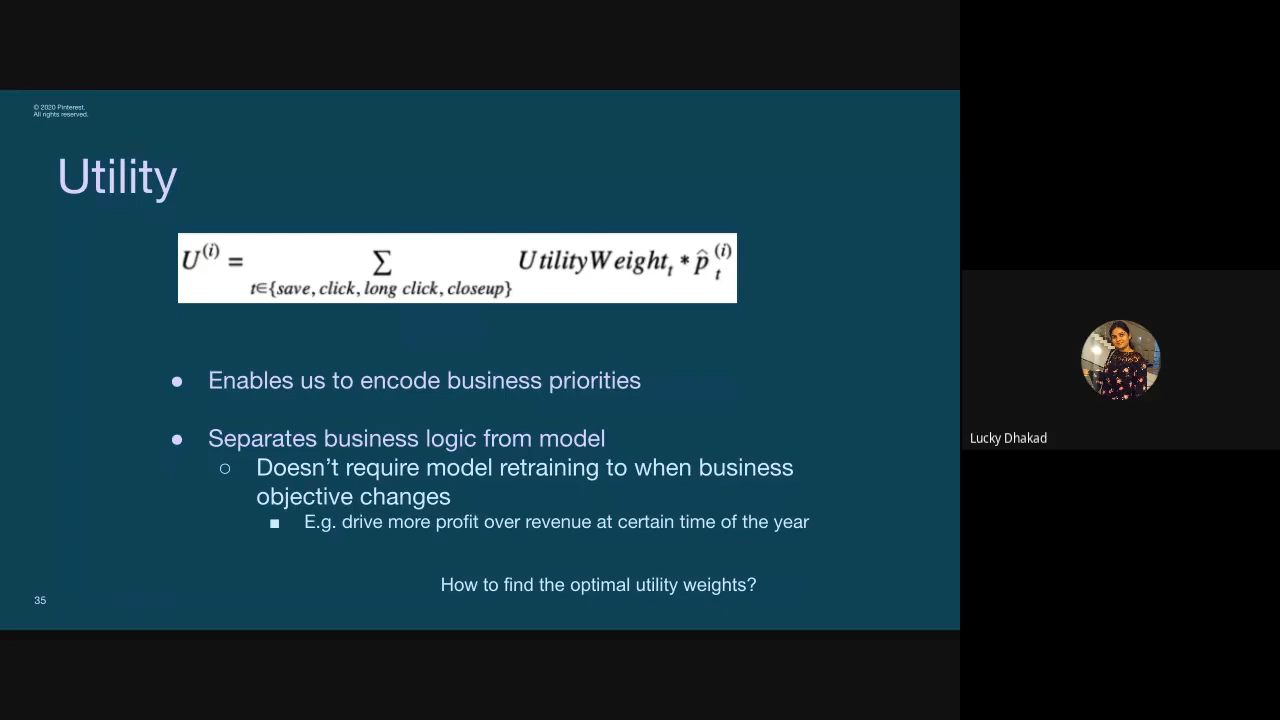 © 2020 Pinterest.
All rights reserved.
Utility
U^(i) = ∑_{t∈{save, click, long click, closeup}} UtilityWeight_t * p̂_t^(i)
● Enables us to encode business priorities
● Separates business logic from model
○ Doesn’t require model retraining to when business
objective changes
■ E.g. drive more profit over revenue at certain time of the year
How to find the optimal utility weights?
35
Lucky Dhakad